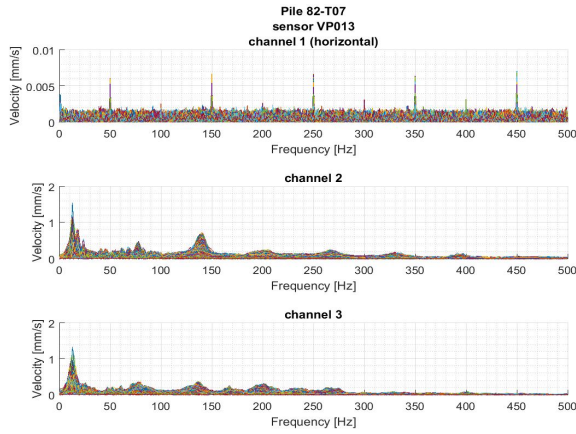 Pile 82-T07
sensor VP013
channel 1 (horizontal)
0.01
0.005
0
Velocity [mm/s]
0 50 100 150 200 250 300 350 400 450 500
Frequency [Hz]
channel 2
2
1
0
Velocity [mm/s]
0 50 100 150 200 250 300 350 400 450 500
Frequency [Hz]
channel 3
2
1
0
Velocity [mm/s]
0 50 100 150 200 250 300 350 400 450 500
Frequency [Hz]